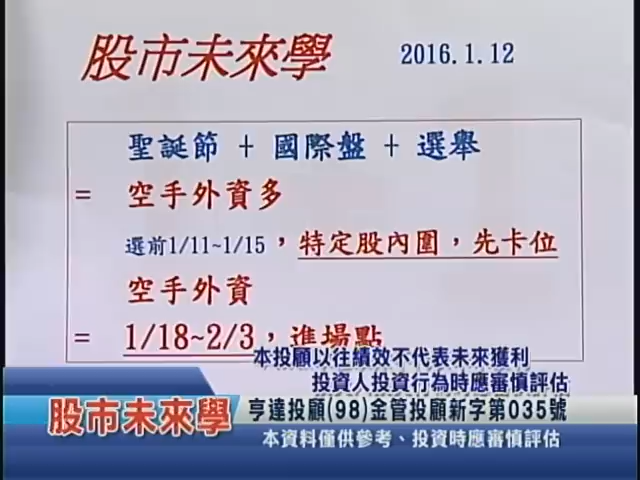 股市未來學 2016.1.12
聖誕節 + 國際盤 + 選舉
= 空手外資多
選前1/11~1/15，特定股內圍，先卡位
空手外資
= 1/18~2/3，進場點
本投顧以往績效不代表未來獲利
投資人投資行為時應審慎評估
股市未來學 亨達投顧(98)金管投顧新字第035號
本資料僅供參考、投資時應審慎評估